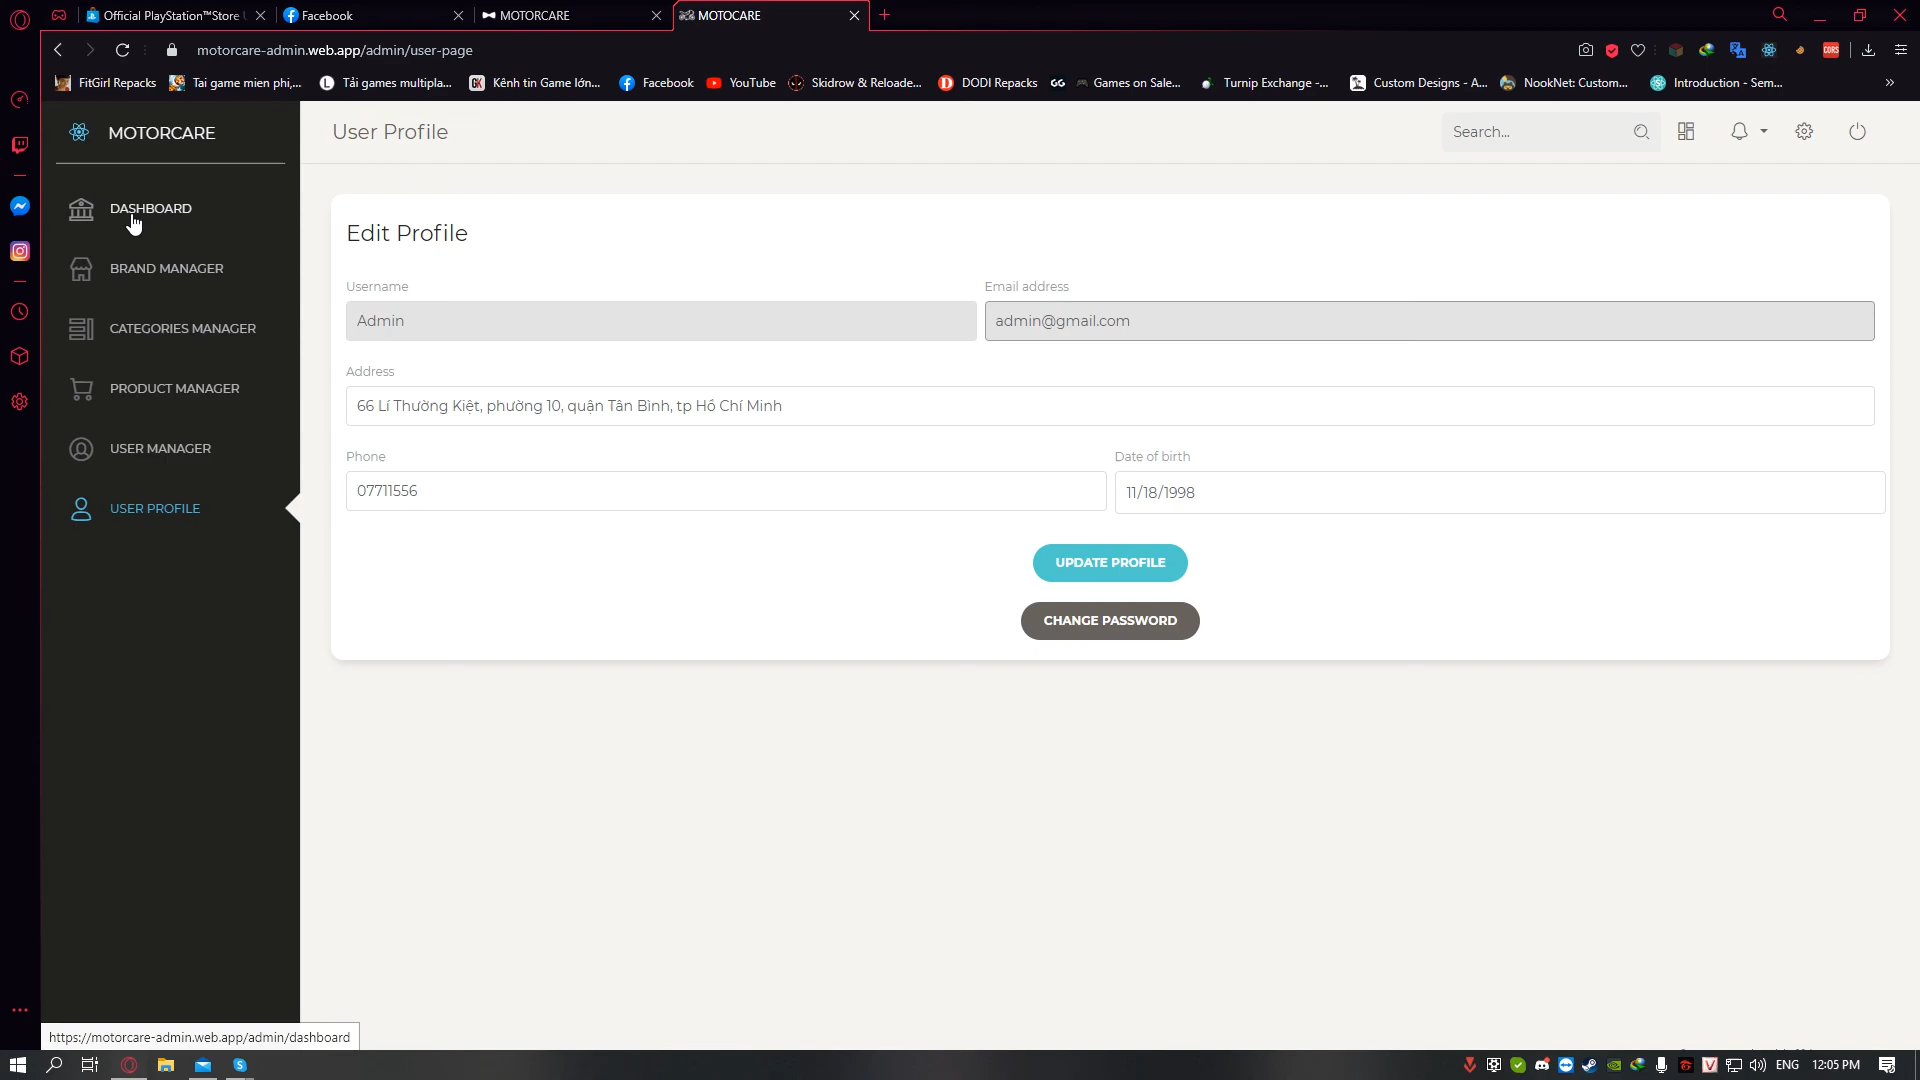 Official PlayStation™Store
Facebook
MOTORCARE
MOTOCARE
motorcare-admin.web.app/admin/user-page
FitGirl Repacks
Tai game mien phi,...
Tải games multipla...
Kênh tin Game lớn...
Facebook
YouTube
Skidrow & Reloade...
DODI Repacks
GG
Games on Sale...
Turnip Exchange -...
Custom Designs - A...
NookNet: Custom...
Introduction - Sem...
»
CORS
MOTORCARE
User Profile
Search...
DASHBOARD
BRAND MANAGER
CATEGORIES MANAGER
PRODUCT MANAGER
USER MANAGER
USER PROFILE
Edit Profile
Username
Email address
Admin
admin@gmail.com
Address
66 Lí Thường Kiệt, phường 10, quận Tân Bình, tp Hồ Chí Minh
Phone
Date of birth
07711556
11/18/1998
UPDATE PROFILE
CHANGE PASSWORD
https://motorcare-admin.web.app/admin/dashboard
ENG
12:05 PM